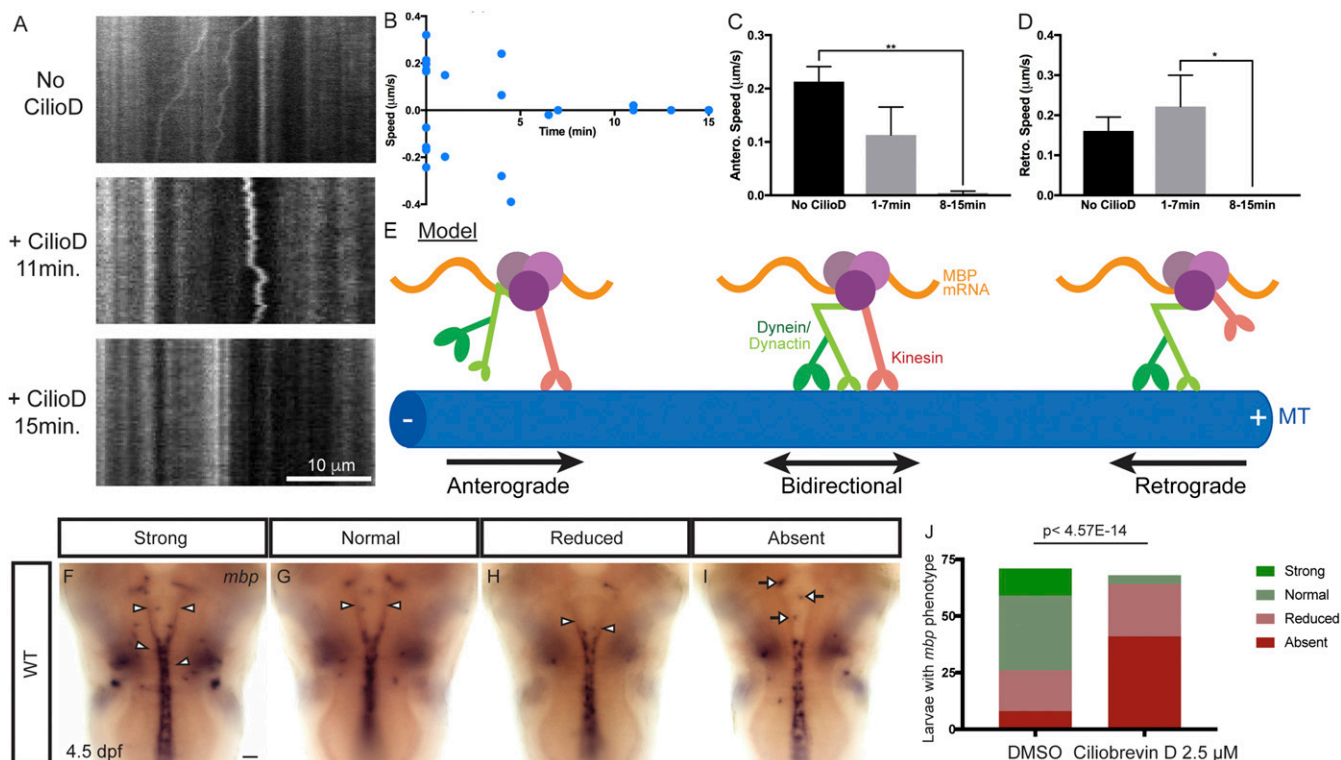 A
No
CilioD
+ CilioD
11min.
+ CilioD
15min.
10 μm
B
Speed (μm/s)
0.4
0.2
0.0
-0.2
-0.4
5
10
15
Time (min)
C
Antero. Speed (μm/s)
0.3
0.2
0.1
0.0
**
No CilioD
1-7min
8-15min
D
Retro. Speed (μm/s)
0.4
0.3
0.2
0.1
0.0
*
No CilioD
1-7min
8-15min
E
Model
MBP
mRNA
Dynein/
Dynactin
Kinesin
-
+
MT
Anterograde
Bidirectional
Retrograde
Strong
Normal
Reduced
Absent
WT
F
mbp
4.5 dpf
G
H
I
J
p< 4.57E-14
Larvae with mbp phenotype
75
50
25
0
DMSO
Ciliobrevin D 2.5 μM
Strong
Normal
Reduced
Absent